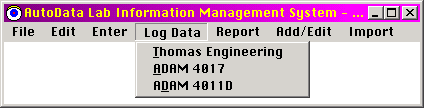 AutoData Lab Information Management System - ...
File Edit Enter Log Data Report Add/Edit Import
Thomas Engineering
ADAM 4017
ADAM 4011D